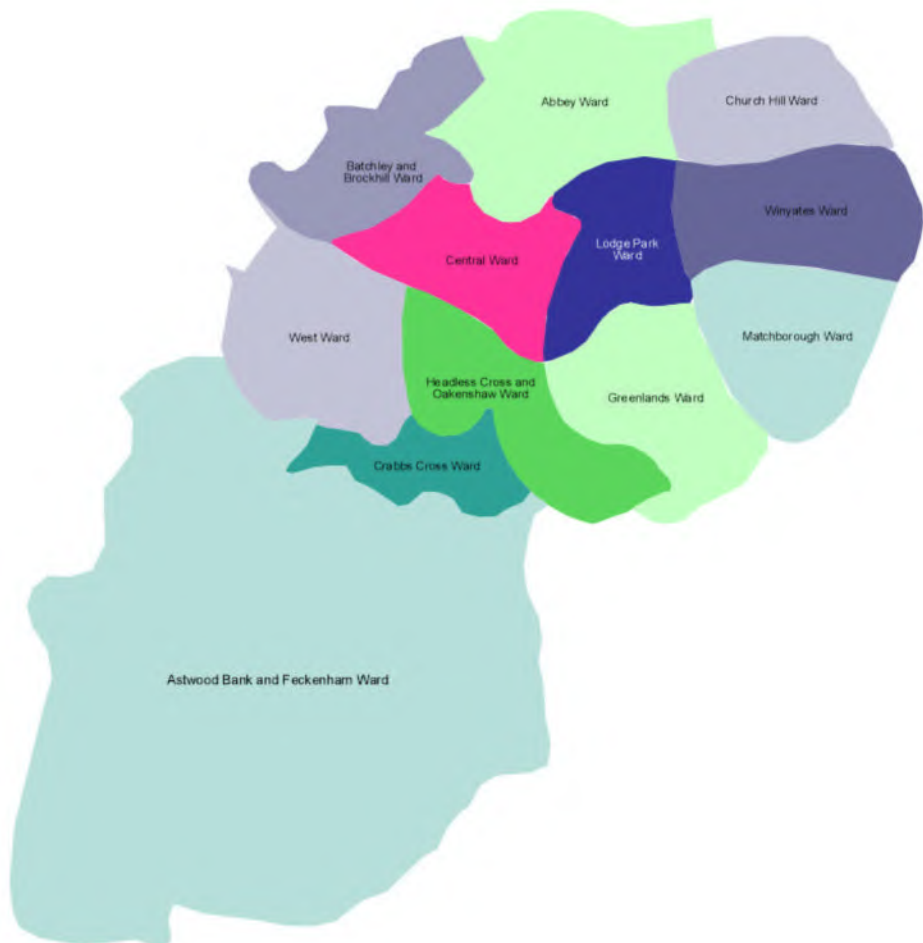 Abbey Ward
Church Hill Ward
Batchley and
Brockhill Ward
Winyates Ward
Lodge Park
Ward
Central Ward
West Ward
Matchborough Ward
Headless Cross and
Oakenshaw Ward
Greenlands Ward
Crabbs Cross Ward
Astwood Bank and Feckenham Ward